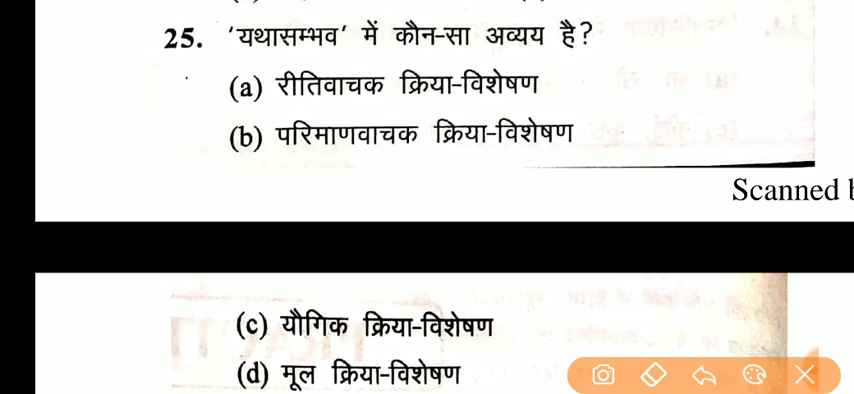 25. 'यथासम्भव' में कौन-सा अव्यय है?
(a) रीतिवाचक क्रिया-विशेषण
(b) परिमाणवाचक क्रिया-विशेषण
Scanned
(c) यौगिक क्रिया-विशेषण
(d) मूल क्रिया-विशेषण